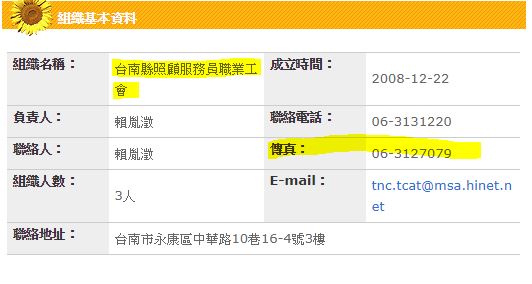 組織基本資料
組織名稱： 台南縣照顧服務員職業工會 成立時間： 2008-12-22
負責人： 賴胤澂 聯絡電話： 06-3131220
聯絡人： 賴胤澂 傳真： 06-3127079
組織人數： 3人 E-mail： tnc.tcat@msa.hinet.net
聯絡地址： 台南市永康區中華路10巷16-4號3樓